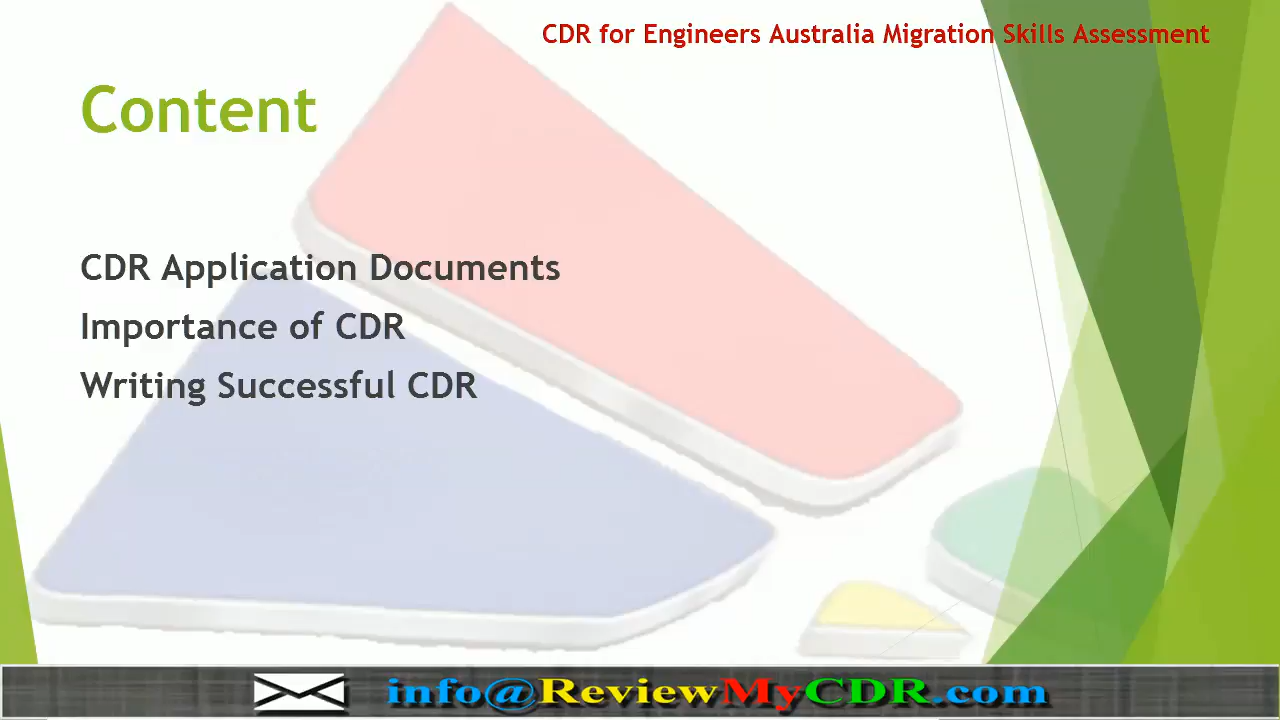 CDR for Engineers Australia Migration Skills Assessment
Content
CDR Application Documents
Importance of CDR
Writing Successful CDR
info@ReviewMyCDR.com